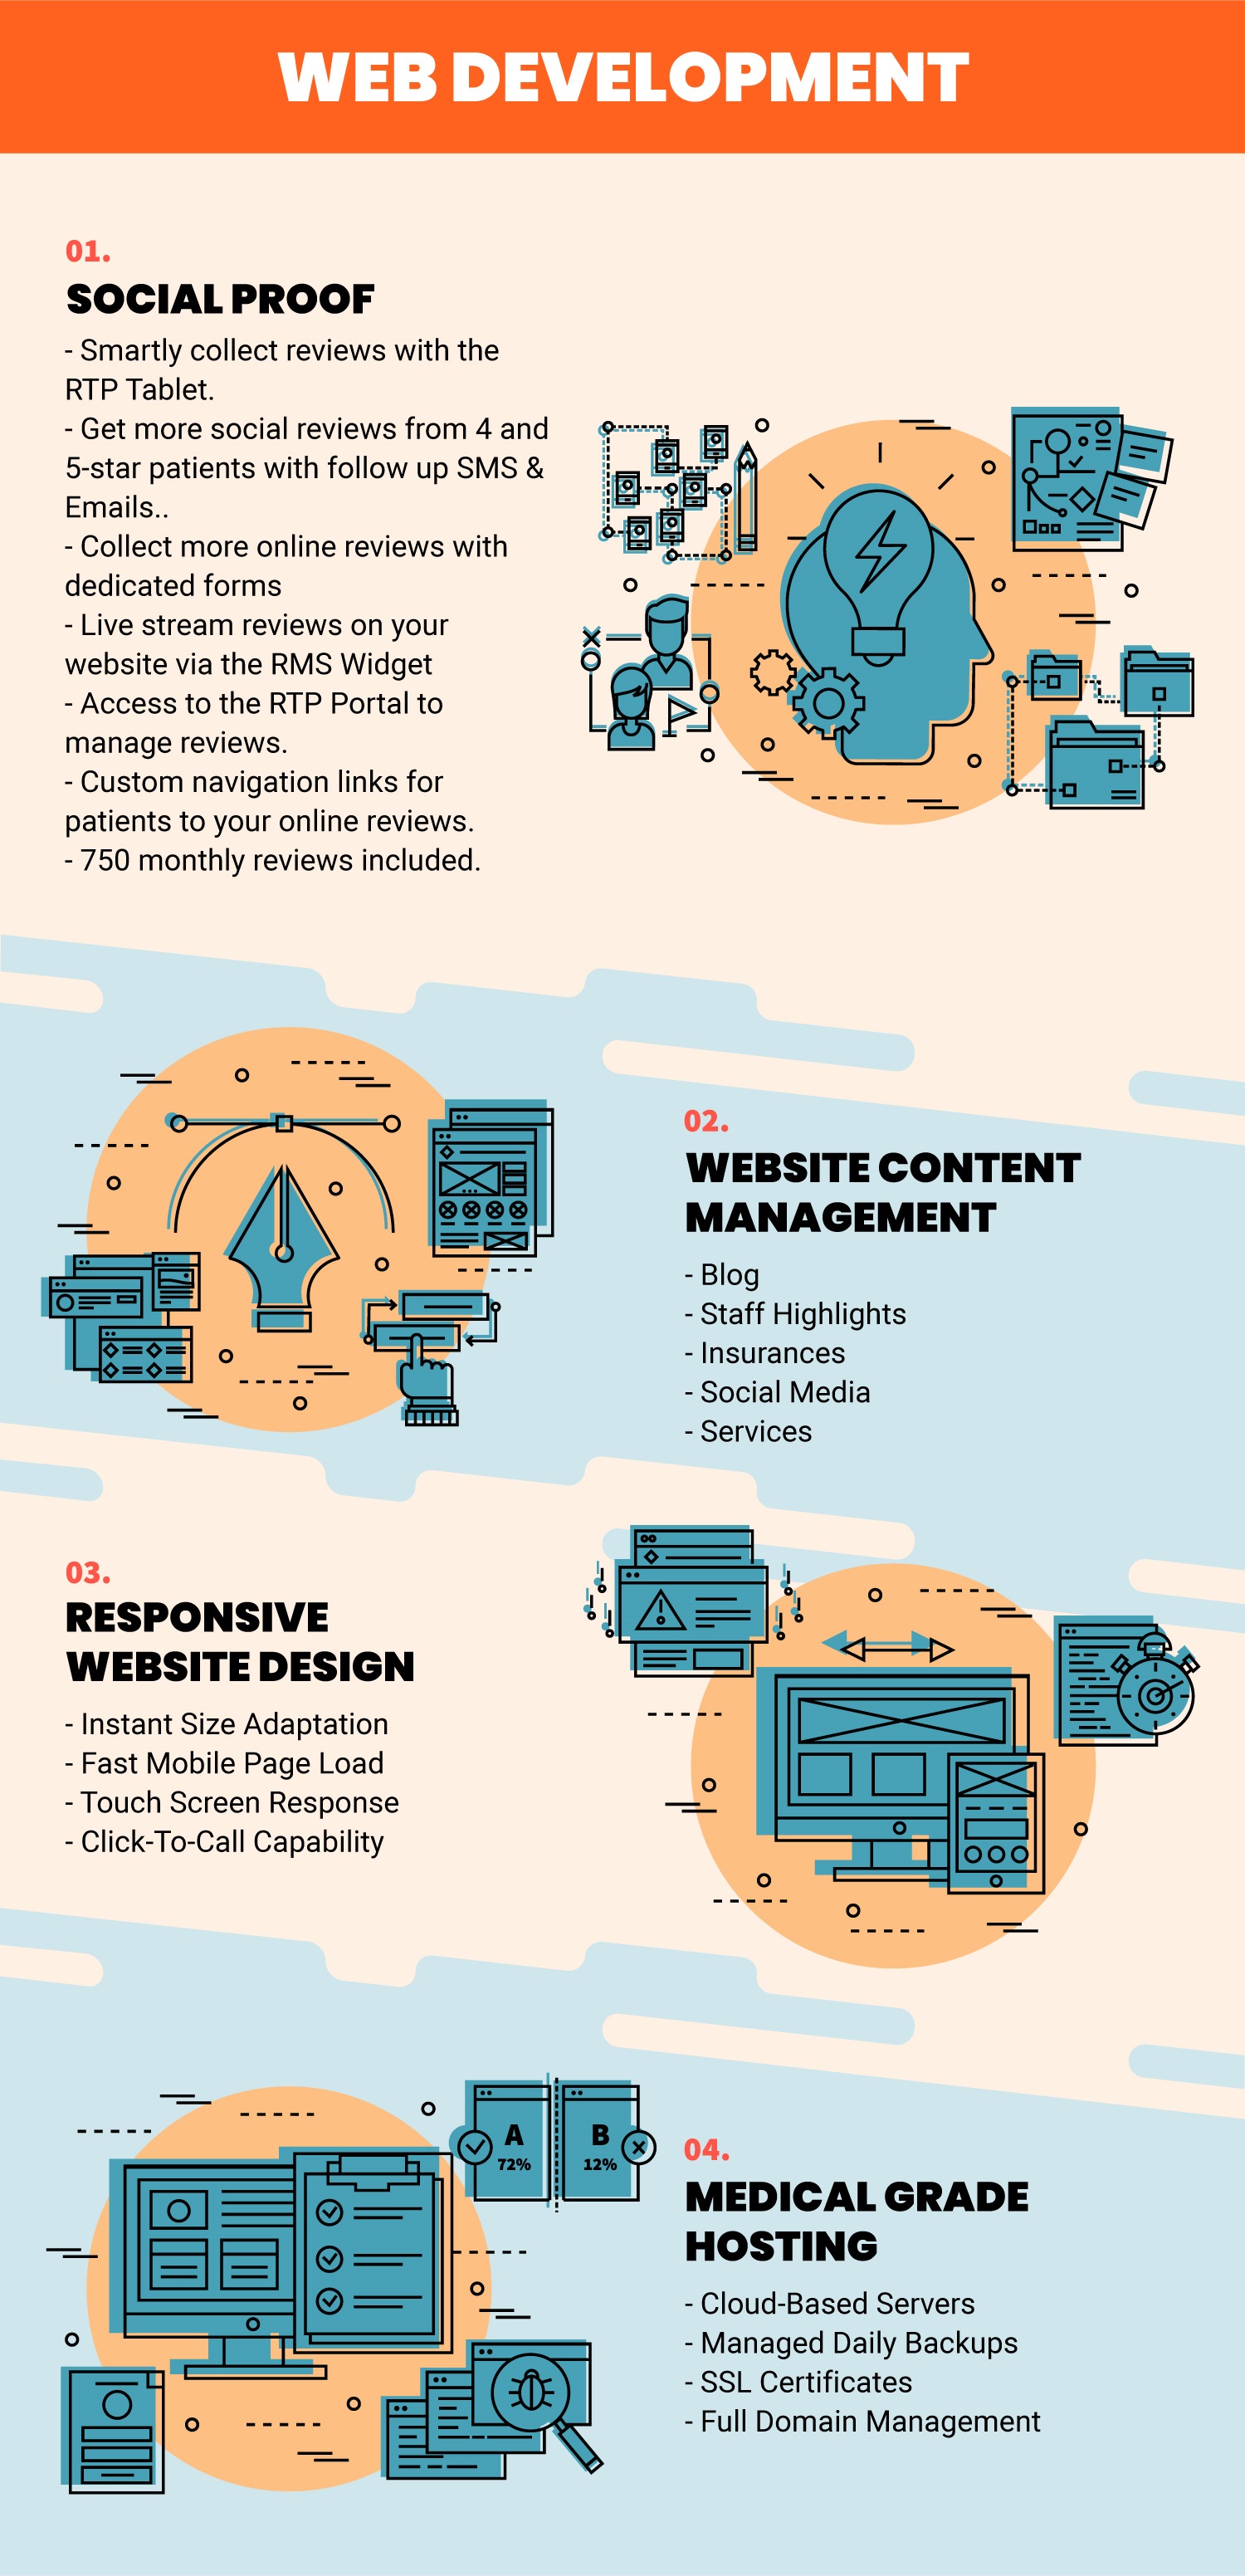 WEB DEVELOPMENT
01.
SOCIAL PROOF
- Smartly collect reviews with the
RTP Tablet.
- Get more social reviews from 4 and
5-star patients with follow up SMS &
Emails..
- Collect more online reviews with
dedicated forms
- Live stream reviews on your
website via the RMS Widget
- Access to the RTP Portal to
manage reviews.
- Custom navigation links for
patients to your online reviews.
- 750 monthly reviews included.
02.
WEBSITE CONTENT
MANAGEMENT
- Blog
- Staff Highlights
- Insurances
- Social Media
- Services
03.
RESPONSIVE
WEBSITE DESIGN
- Instant Size Adaptation
- Fast Mobile Page Load
- Touch Screen Response
- Click-To-Call Capability
A
72%
B
12%
04.
MEDICAL GRADE
HOSTING
- Cloud-Based Servers
- Managed Daily Backups
- SSL Certificates
- Full Domain Management